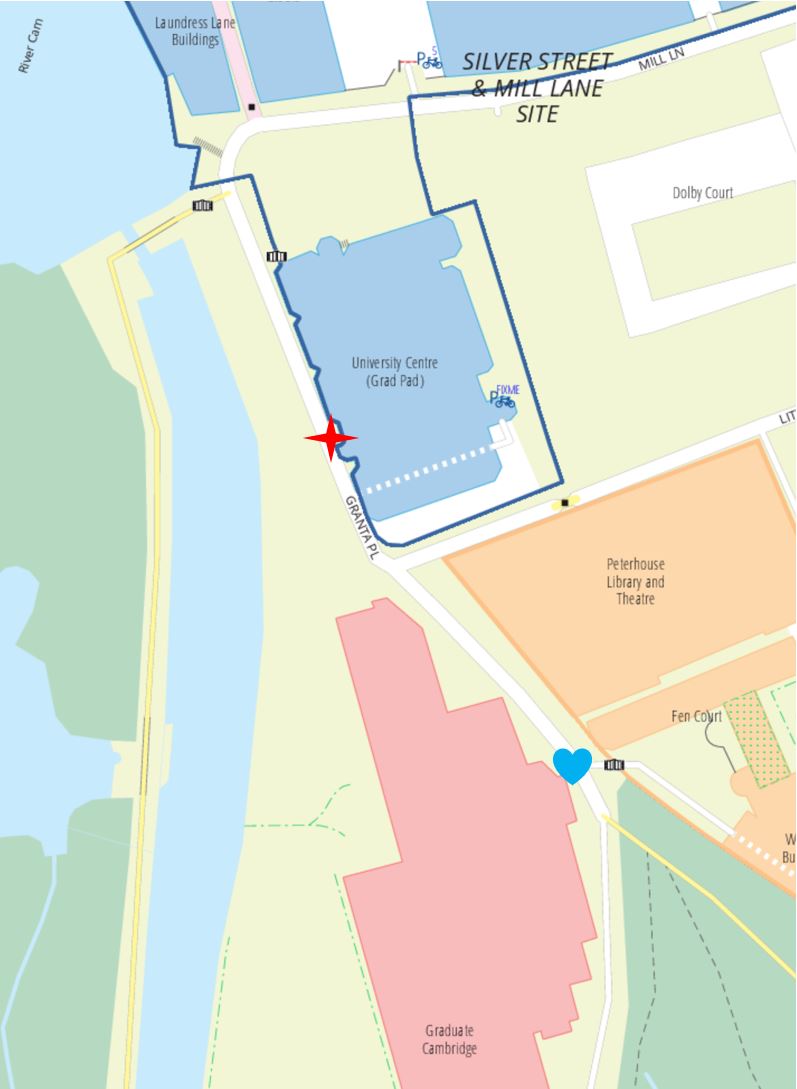 Laundress Lane
Buildings
River Cam
P
S
SILVER STREET
& MILL LANE
SITE
MILL LN
Dolby Court
University Centre
(Grad Pad)
FIXME
P
LIT
GRANTA PL
Peterhouse
Library and
Theatre
Fen Court
W
Bu
Graduate
Cambridge